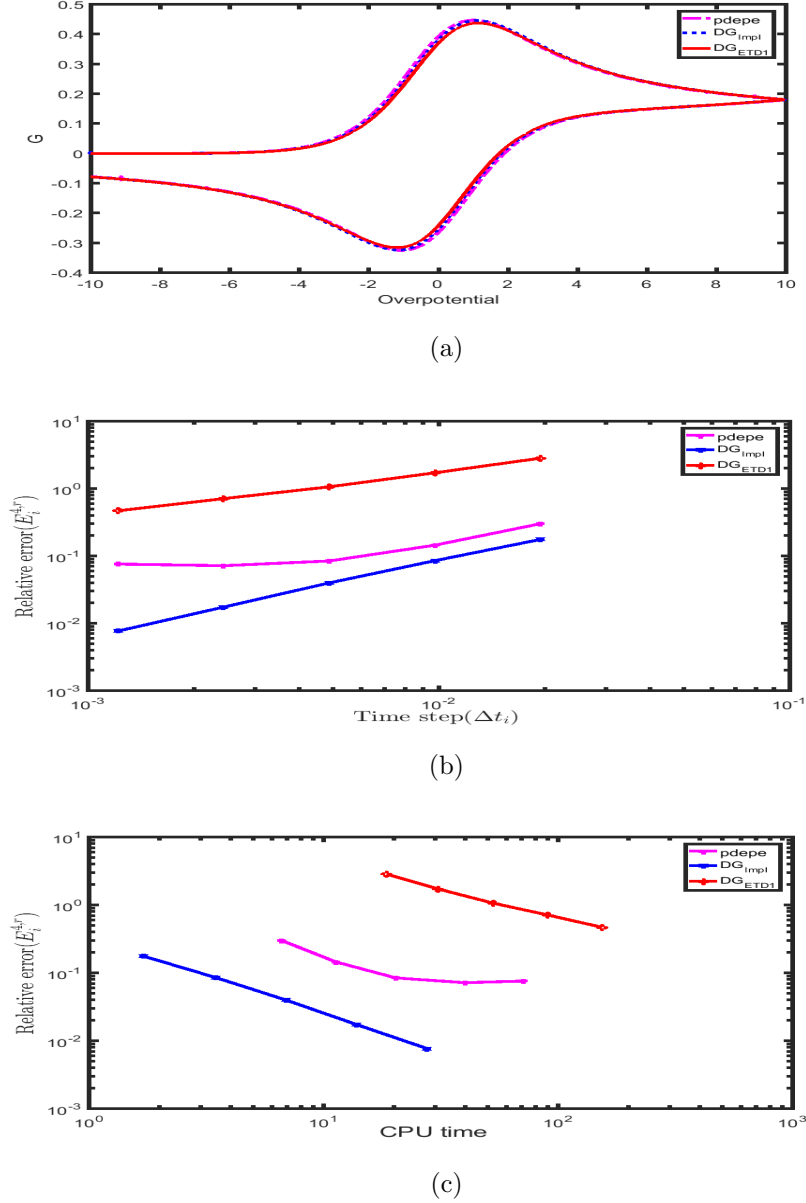 0.5
0.4
0.3
0.2
0.1
0
-0.1
-0.2
-0.3
-0.4
G
pdepe
DG_Impl
DG_ETD1
-10 -8 -6 -4 -2 0 2 4 6 8 10
Overpotential
(a)
10^1
10^0
10^-1
10^-2
10^-3
Relative error(E_i^{4,r})
pdepe
DG_Impl
DG_ETD1
10^-3 10^-2 10^-1
Time step(Δt_i)
(b)
10^1
10^0
10^-1
10^-2
10^-3
Relative error(E_i^{4,r})
pdepe
DG_Impl
DG_ETD1
10^0 10^1 10^2 10^3
CPU time
(c)